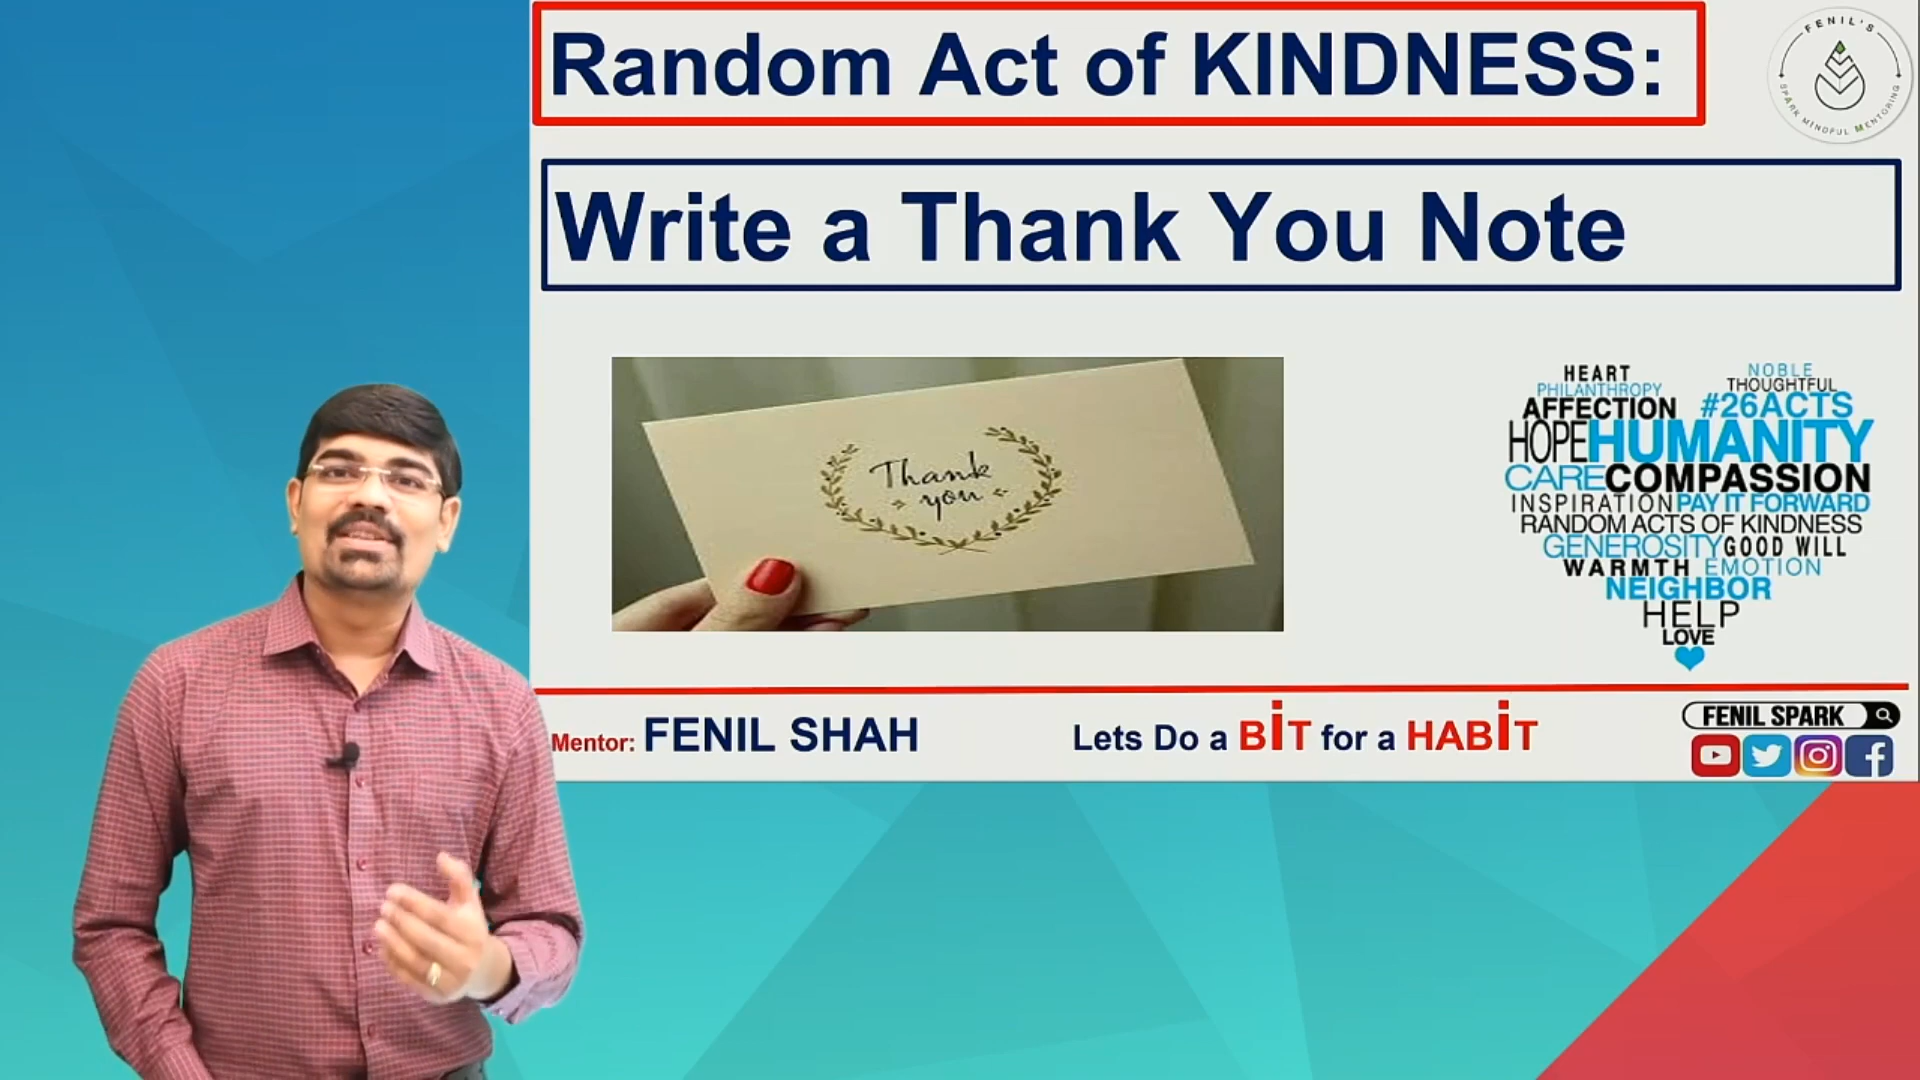 Random Act of KINDNESS:
FENIL'S
SPARK MINDFUL MENTORING
Write a Thank You Note
Thank
you
HEART NOBLE
PHILANTHROPY THOUGHTFUL
AFFECTION #26ACTS
HOPE HUMANITY
CARE COMPASSION
INSPIRATION PAY IT FORWARD
RANDOM ACTS OF KINDNESS
GENEROSITY GOOD WILL
WARMTH EMOTION
NEIGHBOR
HELP
LOVE
Mentor: FENIL SHAH
Lets Do a BiT for a HABiT
FENIL SPARK